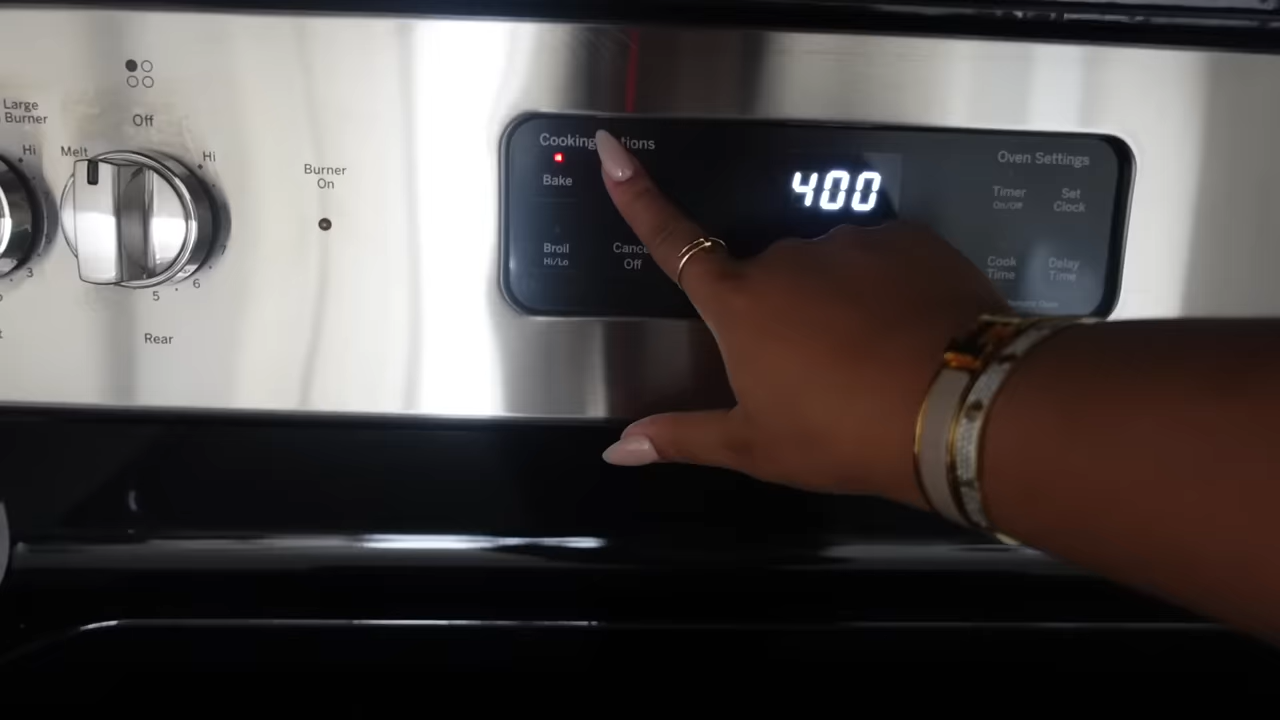 Large
Burner
Hi
3
Off
Melt
Hi
6
5
Rear
Burner
On
Cooking
Bake
Broil
Hi/Lo
Off
400
Oven Settings
Timer
On/Off
Set
Clock
Cook
Time
Delay
Time